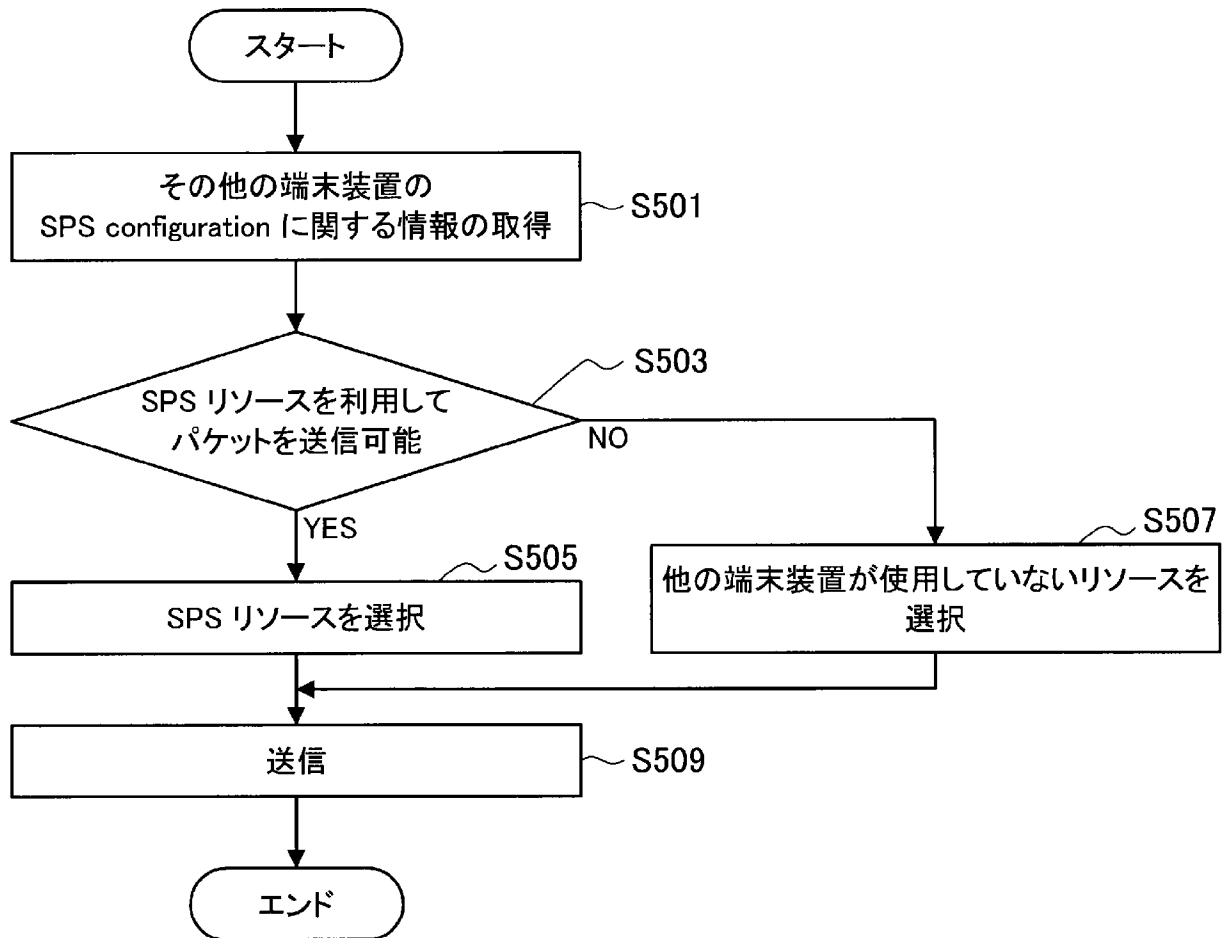 スタート
その他の端末装置の
SPS configuration に関する情報の取得
S501
S503
SPS リソースを利用して
パケットを送信可能
NO
YES
S505
SPS リソースを選択
S507
他の端末装置が使用していないリソースを
選択
送信
S509
エンド